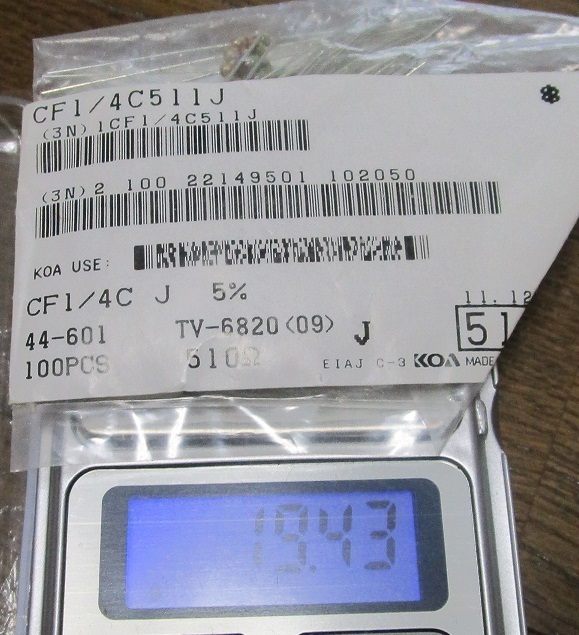 CF1/4C511J
(3N)1CF1/4C511J
(3N)2 100 22149501 102050
KOA USE:
CF1/4C J 5%
11.12
44-601 TV-6820(09) J 51
100PCS 510Ω EIAJ C-3 KOA MADE
19.43